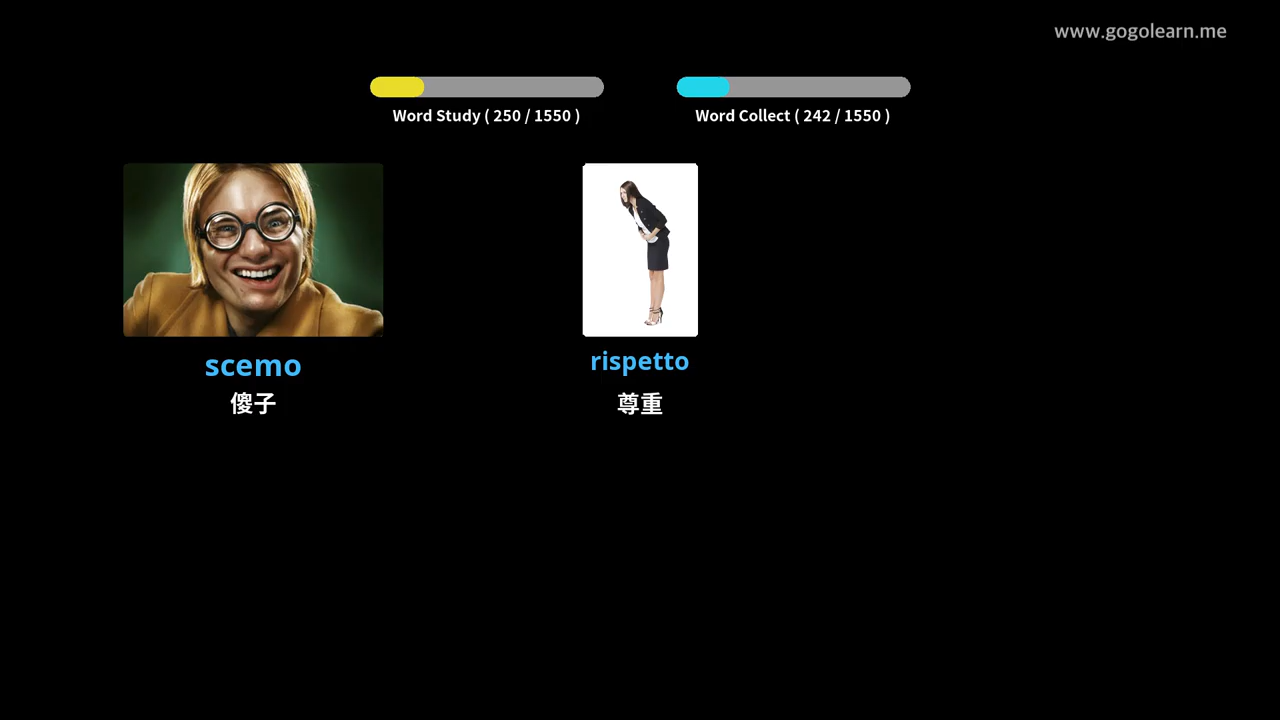 www.gogolearn.me
Word Study ( 250 / 1550 )
Word Collect ( 242 / 1550 )
scemo
傻子
rispetto
尊重